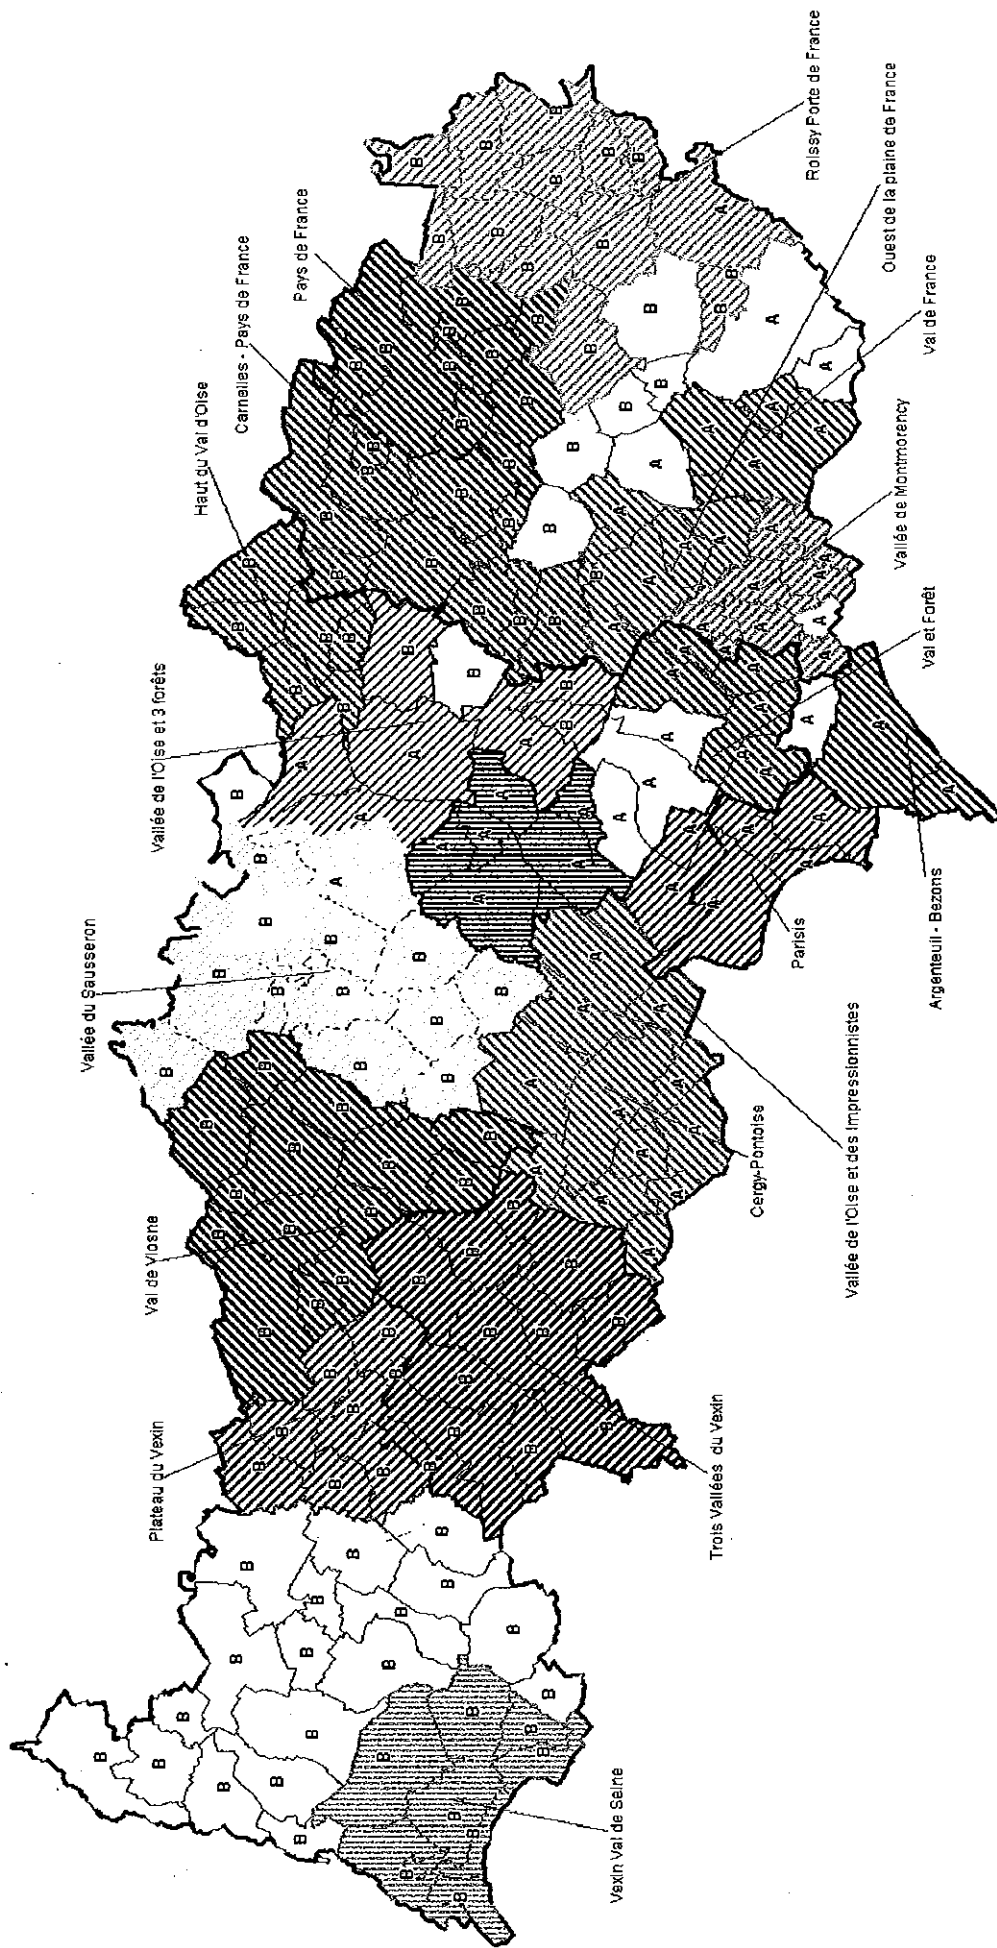 Vexin Val de Seine
Plateau du Vexin
Trois Vallées du Vexin
Val de Viosne
Cergy-Pontoise
Vallée du Sausseron
Vallée de l'Oise et des Impressionnistes
Vallée de l'Oise et 3 forêts
Parisis
Argenteuil - Bezons
Haut du Val d'Oise
Val et Forêt
Carnelles - Pays de France
Vallée de Montmorency
Pays de France
Val de France
Ouest de la plaine de France
Roissy Porte de France
B
A